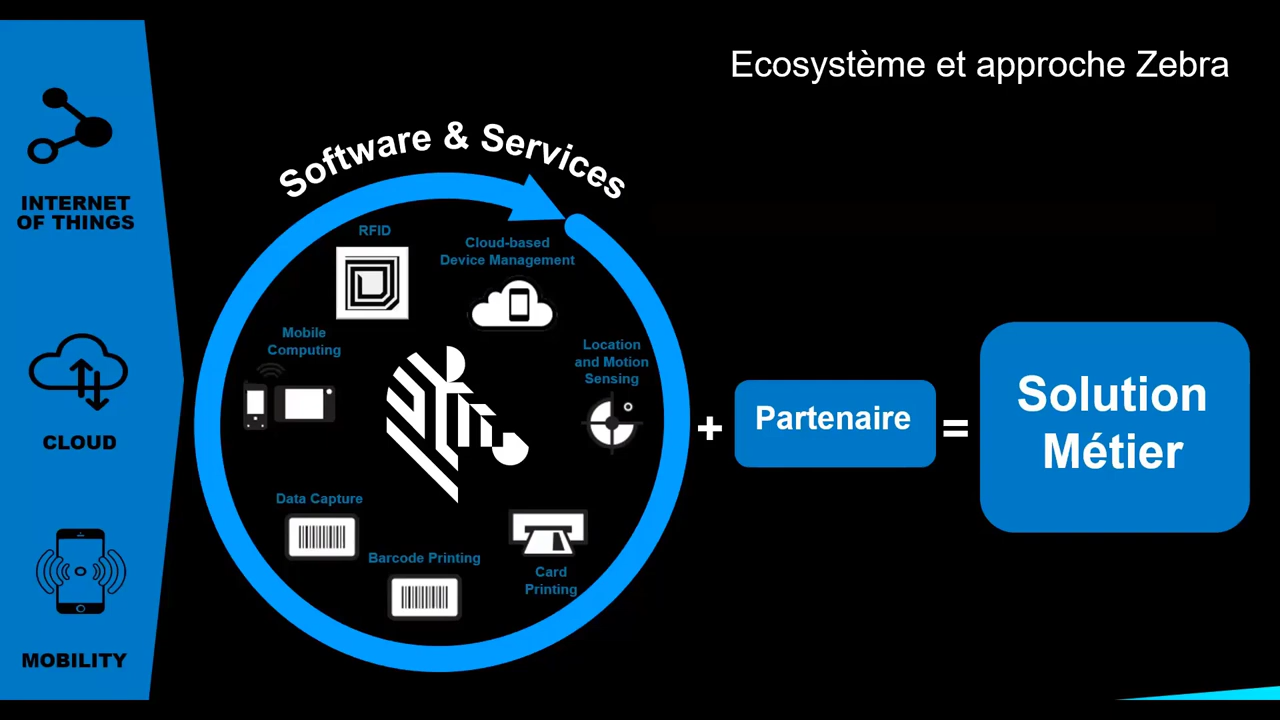 Ecosystème et approche Zebra
INTERNET
OF THINGS
CLOUD
MOBILITY
Software & Services
RFID
Cloud-based
Device Management
Mobile
Computing
Location
and Motion
Sensing
Data Capture
Barcode Printing
Card
Printing
+
Partenaire
=
Solution
Métier